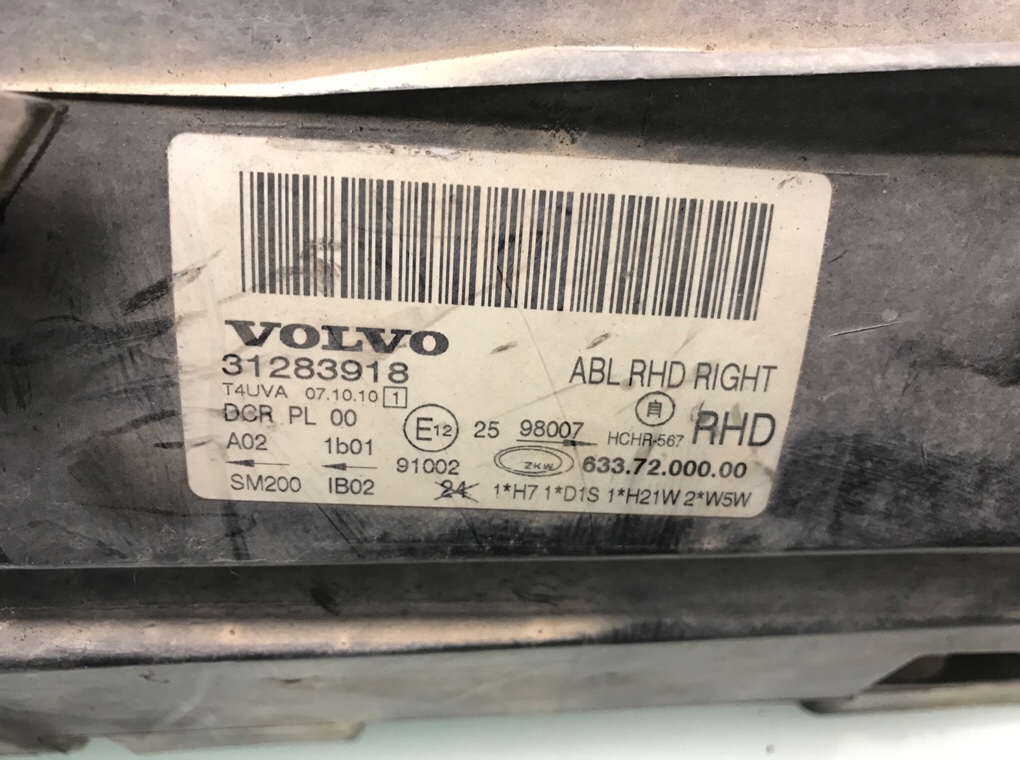 VOLVO
31283918
ABL RHD RIGHT
T4UVA 07.10.10 1
自
DCR PL 00
E12 25 98007 HCHR-567 RHD
A02 1b01 91002 ZKW 633.72.000.00
SM200 IB02 24 1*H7 1*D1S 1*H21W 2*W5W